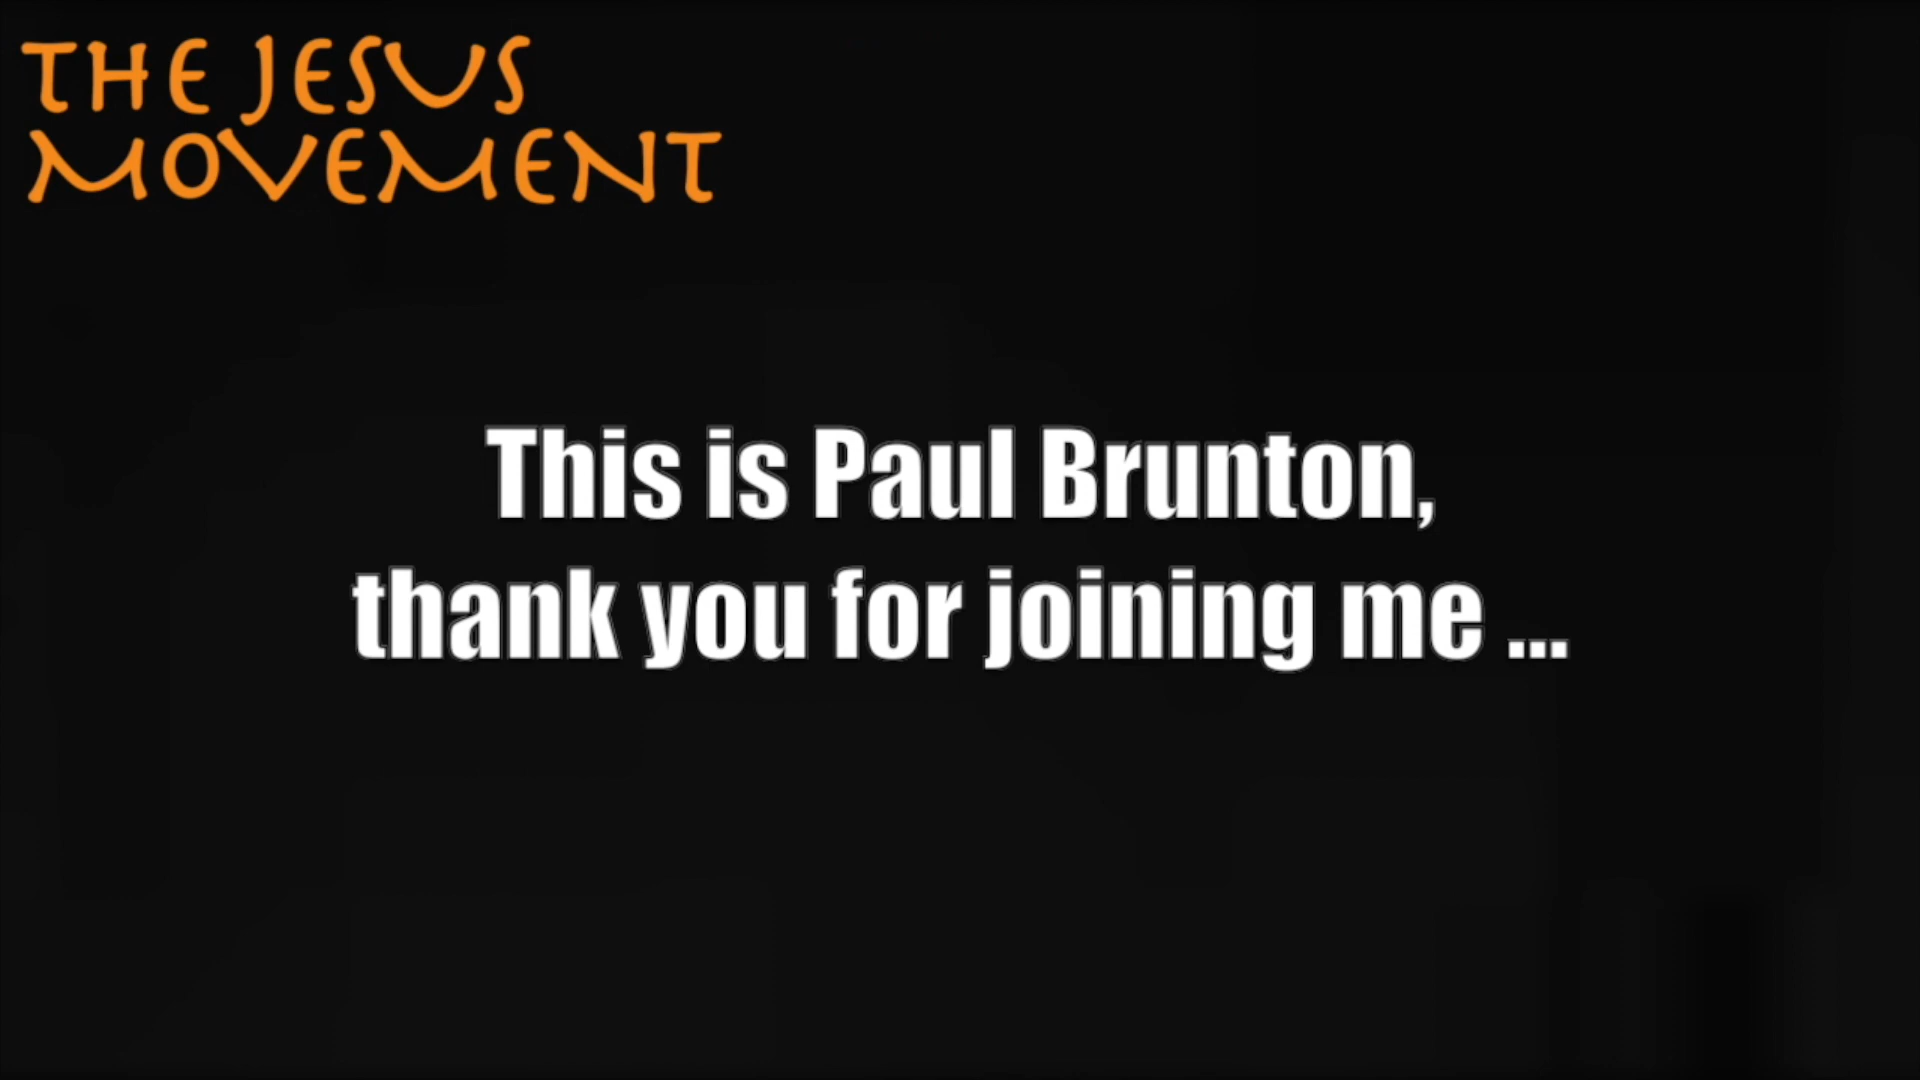 THE JESUS
MOVEMENT
This is Paul Brunton,
thank you for joining me ...